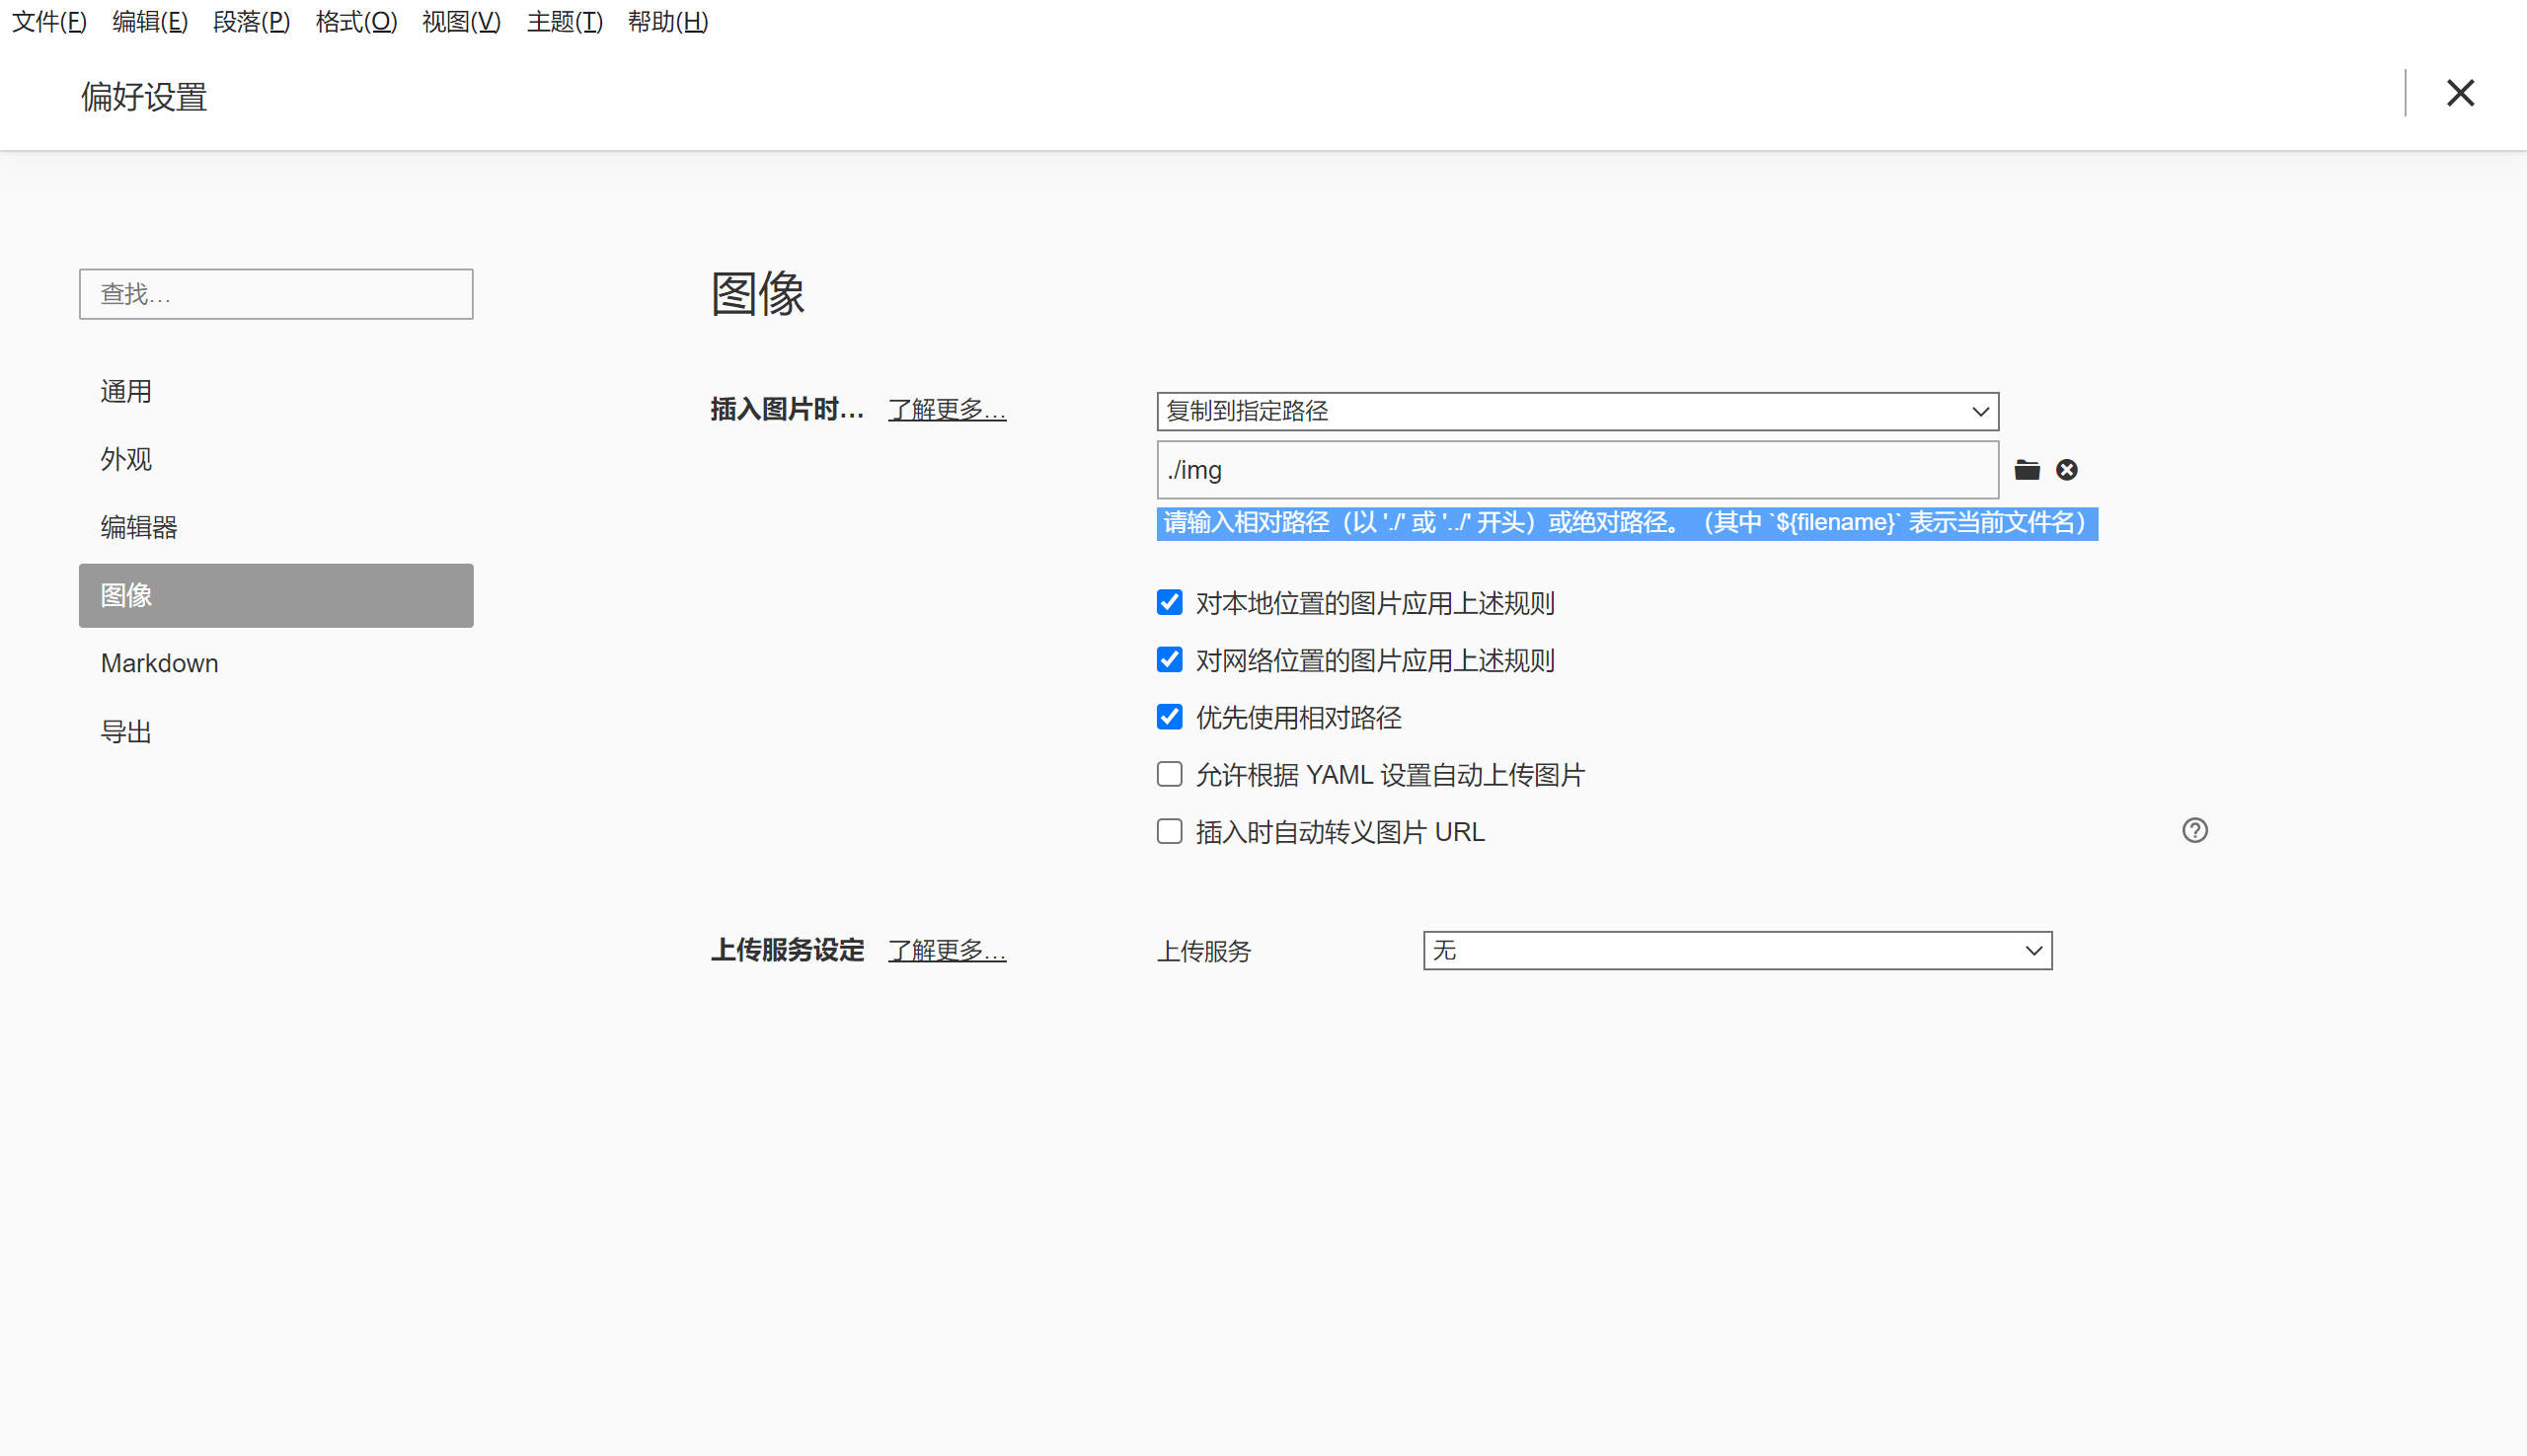 文件(F) 编辑(E) 段落(P) 格式(O) 视图(V) 主题(T) 帮助(H)
偏好设置
查找…
通用
外观
编辑器
图像
Markdown
导出
图像
插入图片时… 了解更多…
复制到指定路径
./img
请输入相对路径（以 './' 或 '../' 开头）或绝对路径。（其中 `${filename}` 表示当前文件名）
对本地位置的图片应用上述规则
对网络位置的图片应用上述规则
优先使用相对路径
允许根据 YAML 设置自动上传图片
插入时自动转义图片 URL
上传服务设定 了解更多…
上传服务 无